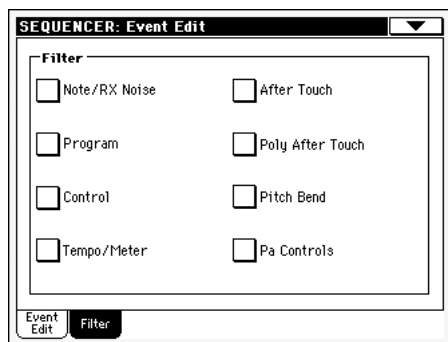 SEQUENCER: Event Edit
Filter
Note/RX Noise
After Touch
Program
Poly After Touch
Control
Pitch Bend
Tempo/Meter
Pa Controls
Event
Edit
Filter